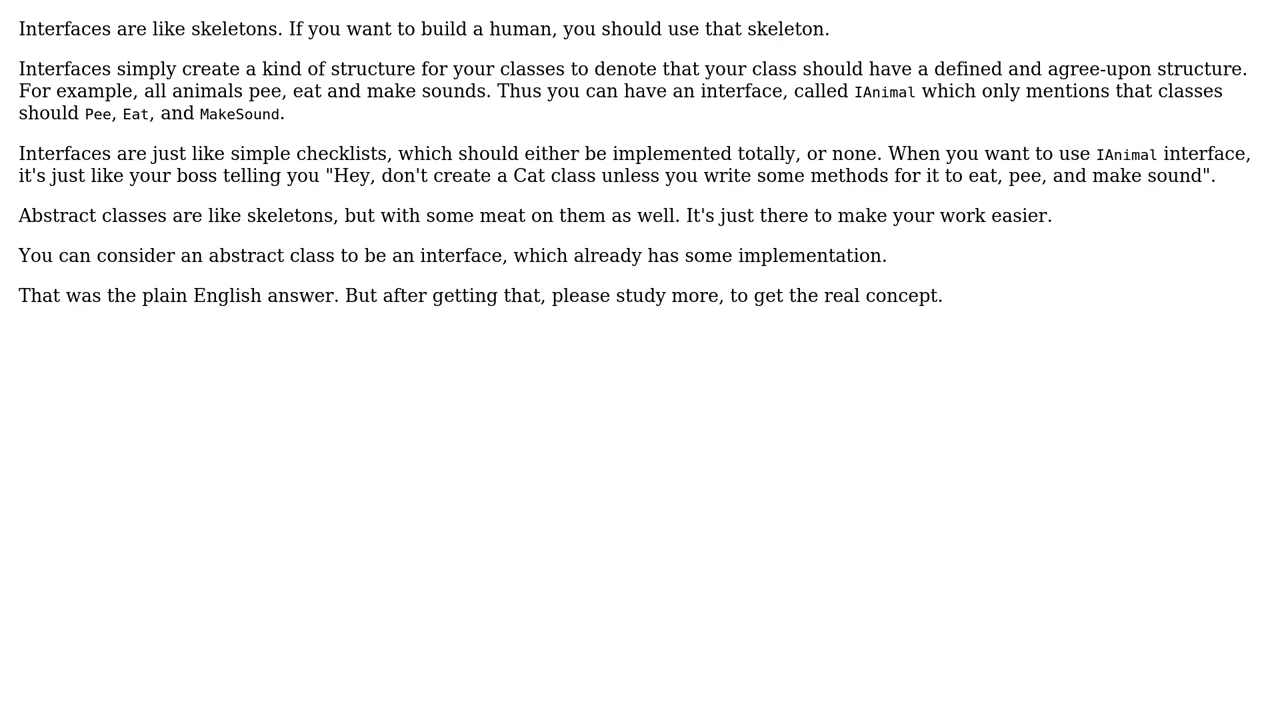 Interfaces are like skeletons. If you want to build a human, you should use that skeleton.
Interfaces simply create a kind of structure for your classes to denote that your class should have a defined and agree-upon structure.
For example, all animals pee, eat and make sounds. Thus you can have an interface, called IAnimal which only mentions that classes
should Pee, Eat, and MakeSound.
Interfaces are just like simple checklists, which should either be implemented totally, or none. When you want to use IAnimal interface,
it's just like your boss telling you "Hey, don't create a Cat class unless you write some methods for it to eat, pee, and make sound".
Abstract classes are like skeletons, but with some meat on them as well. It's just there to make your work easier.
You can consider an abstract class to be an interface, which already has some implementation.
That was the plain English answer. But after getting that, please study more, to get the real concept.